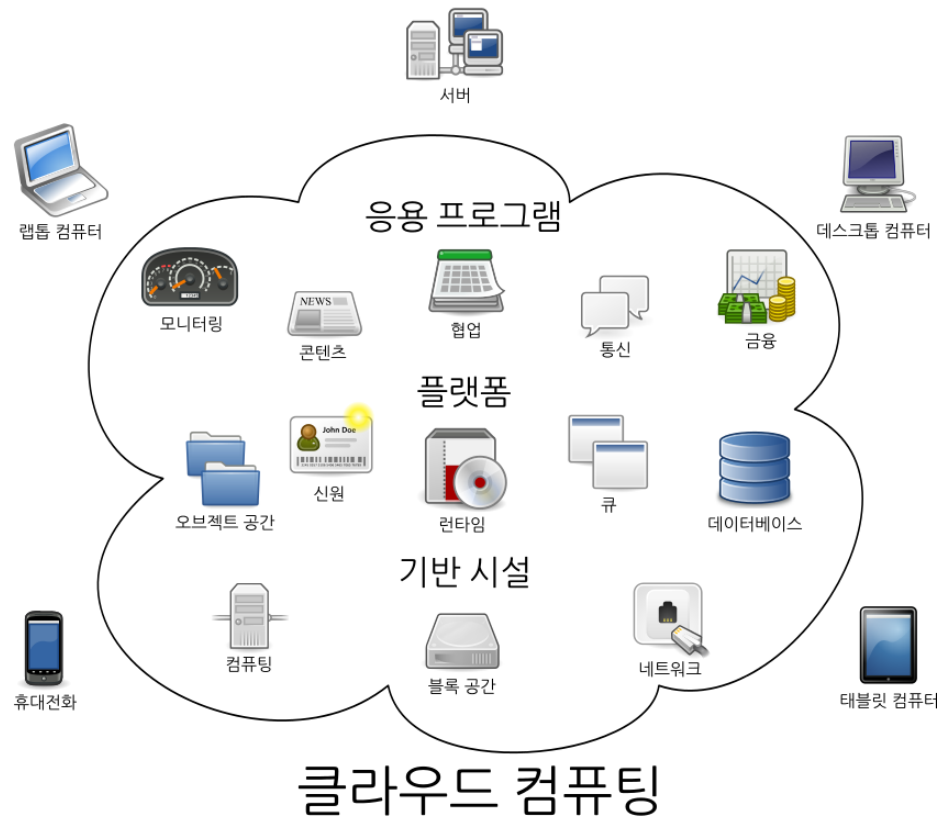 서버
랩톱 컴퓨터
데스크톱 컴퓨터
응용 프로그램
모니터링
NEWS
콘텐츠
협업
통신
금융
플랫폼
John Doe
오브젝트 공간
신원
런타임
큐
데이터베이스
기반 시설
컴퓨팅
블록 공간
네트워크
휴대전화
태블릿 컴퓨터
클라우드 컴퓨팅